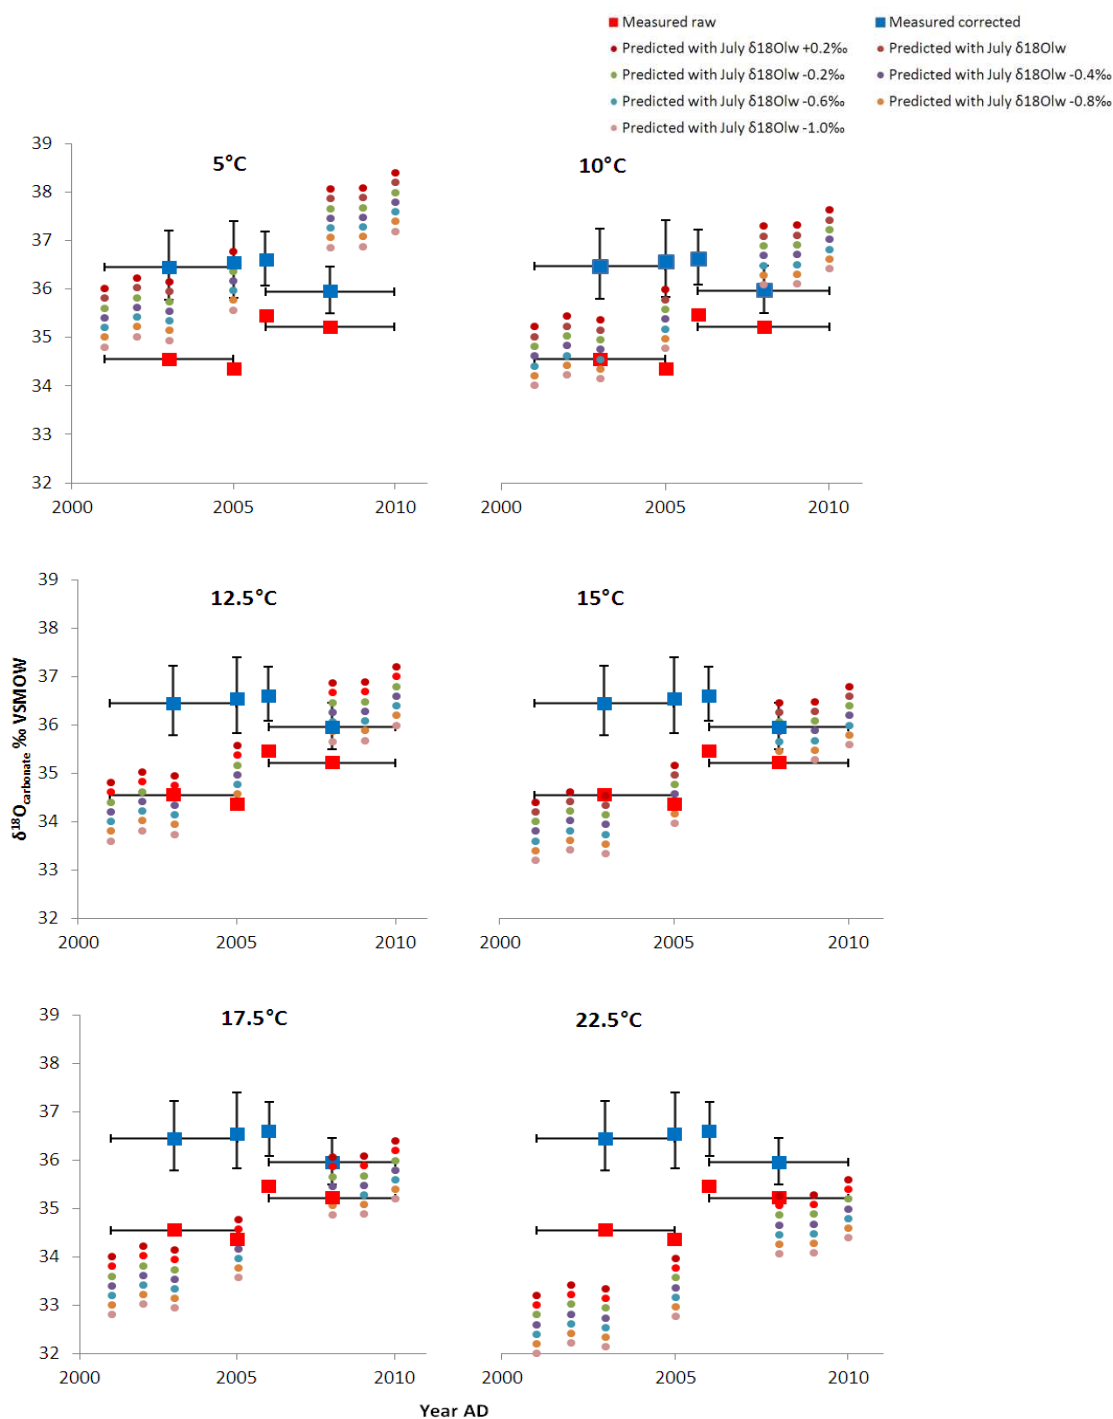 Measured raw Measured corrected
Predicted with July δ18Olw +0.2‰ Predicted with July δ18Olw
Predicted with July δ18Olw -0.2‰ Predicted with July δ18Olw -0.4‰
Predicted with July δ18Olw -0.6‰ Predicted with July δ18Olw -0.8‰
Predicted with July δ18Olw -1.0‰
5°C 10°C
39
38
37
36
35
34
33
32
2000 2005 2010 2000 2005 2010
12.5°C 15°C
δ18Ocarbonate ‰ VSMOW
39
38
37
36
35
34
33
32
2000 2005 2010 2000 2005 2010
17.5°C 22.5°C
39
38
37
36
35
34
33
32
2000 2005 2010 2000 2005 2010
Year AD